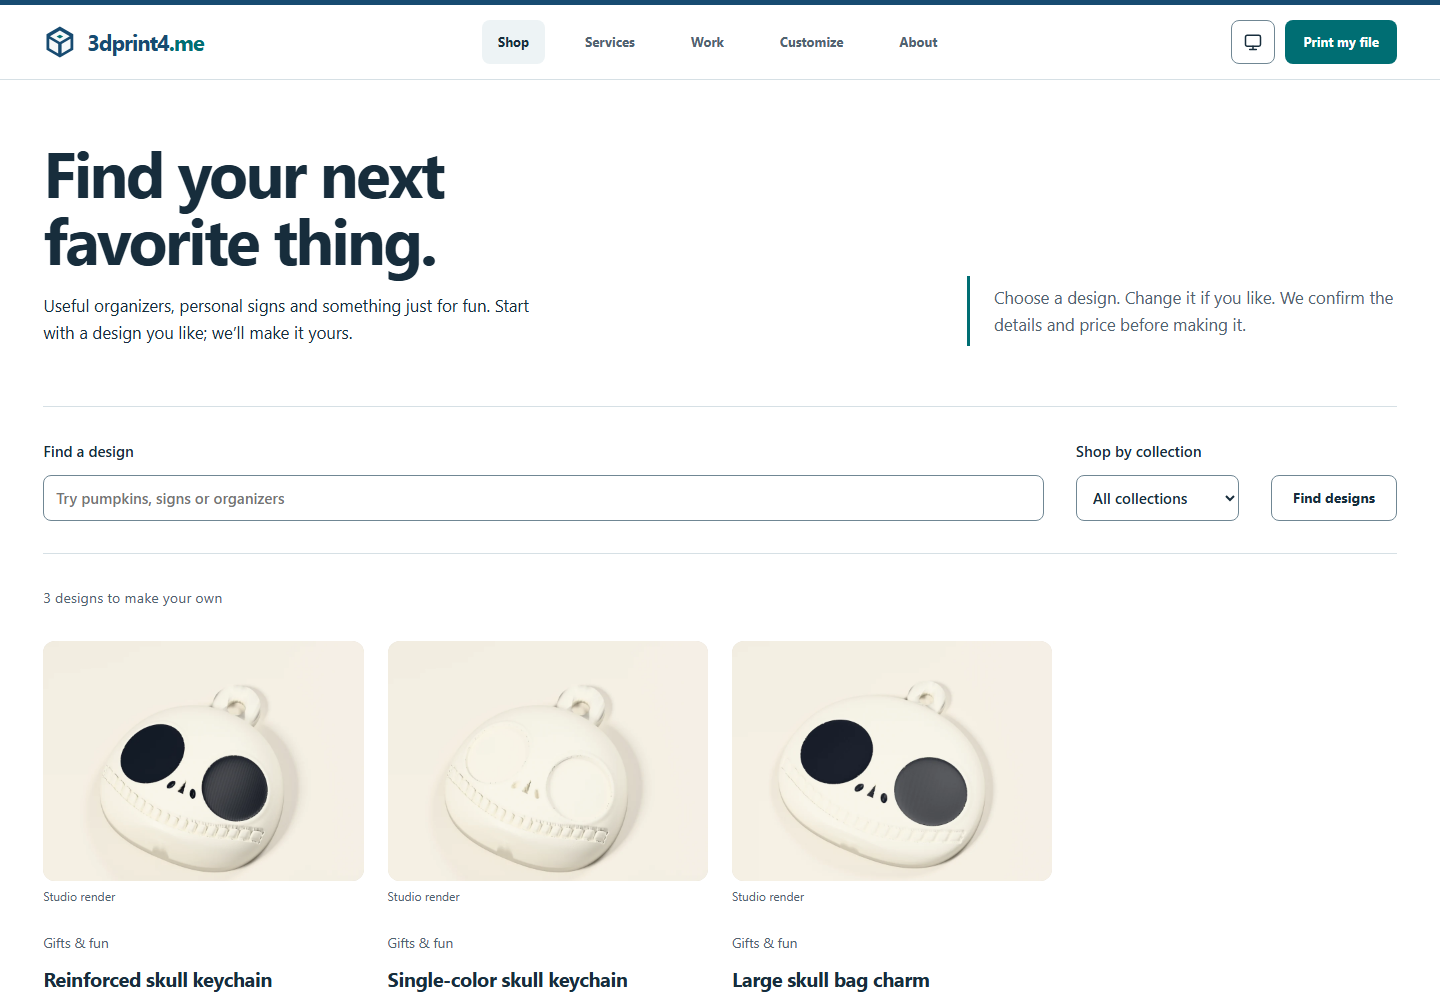 3dprint4.me
Shop
Services
Work
Customize
About
Print my file
Find your next
favorite thing.
Useful organizers, personal signs and something just for fun. Start
with a design you like; we’ll make it yours.
Choose a design. Change it if you like. We confirm the
details and price before making it.
Find a design
Try pumpkins, signs or organizers
Shop by collection
All collections
Find designs
3 designs to make your own
Studio render
Gifts & fun
Reinforced skull keychain
Studio render
Gifts & fun
Single-color skull keychain
Studio render
Gifts & fun
Large skull bag charm